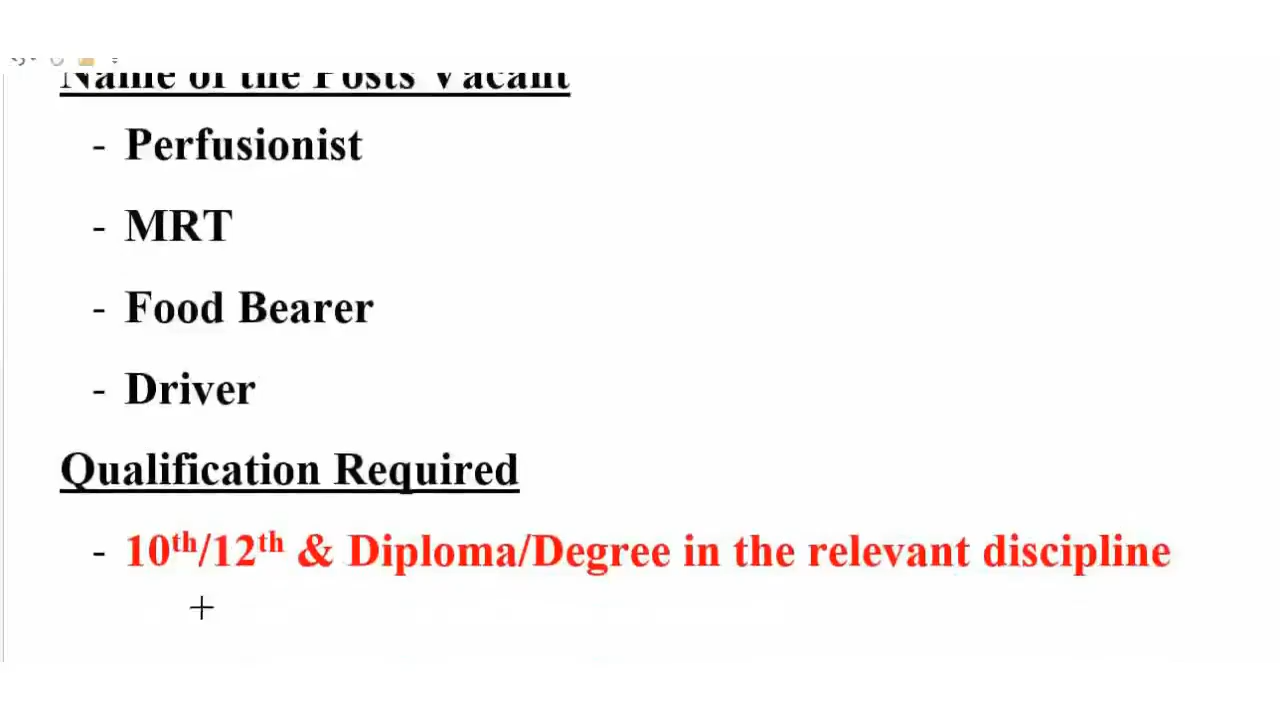 Name of the Posts Vacant
- Perfusionist
- MRT
- Food Bearer
- Driver
Qualification Required
- 10th/12th & Diploma/Degree in the relevant discipline